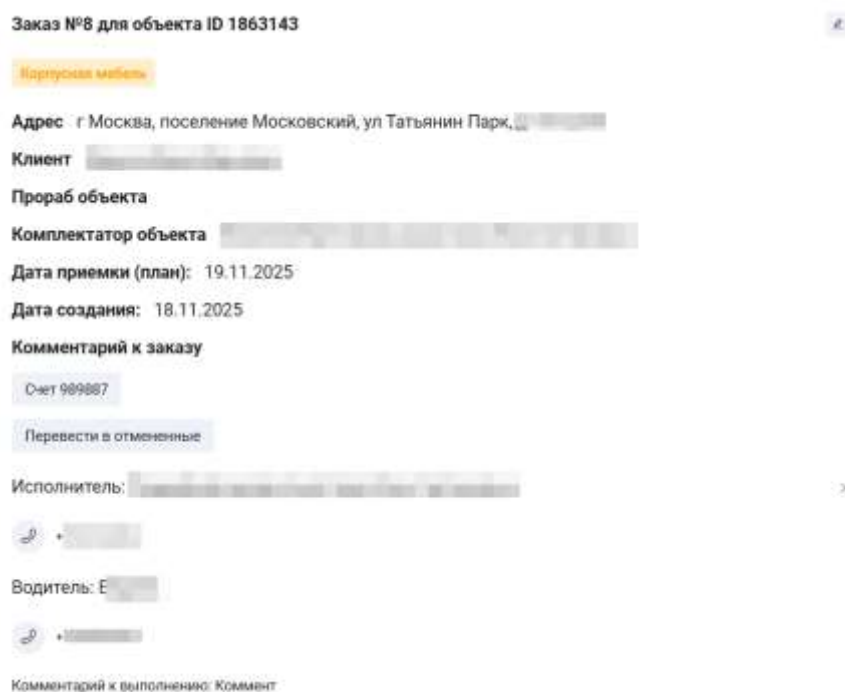 Заказ №8 для объекта ID 1863143
Корпусная мебель
Адрес г Москва, поселение Московский, ул Татьянин Парк,
Клиент
Прораб объекта
Комплектатор объекта
Дата приемки (план): 19.11.2025
Дата создания: 18.11.2025
Комментарий к заказу
Счет 989887
Перевести в отмененные
Исполнитель:
+
Водитель: Е
+
Комментарий к выполнению: Коммент